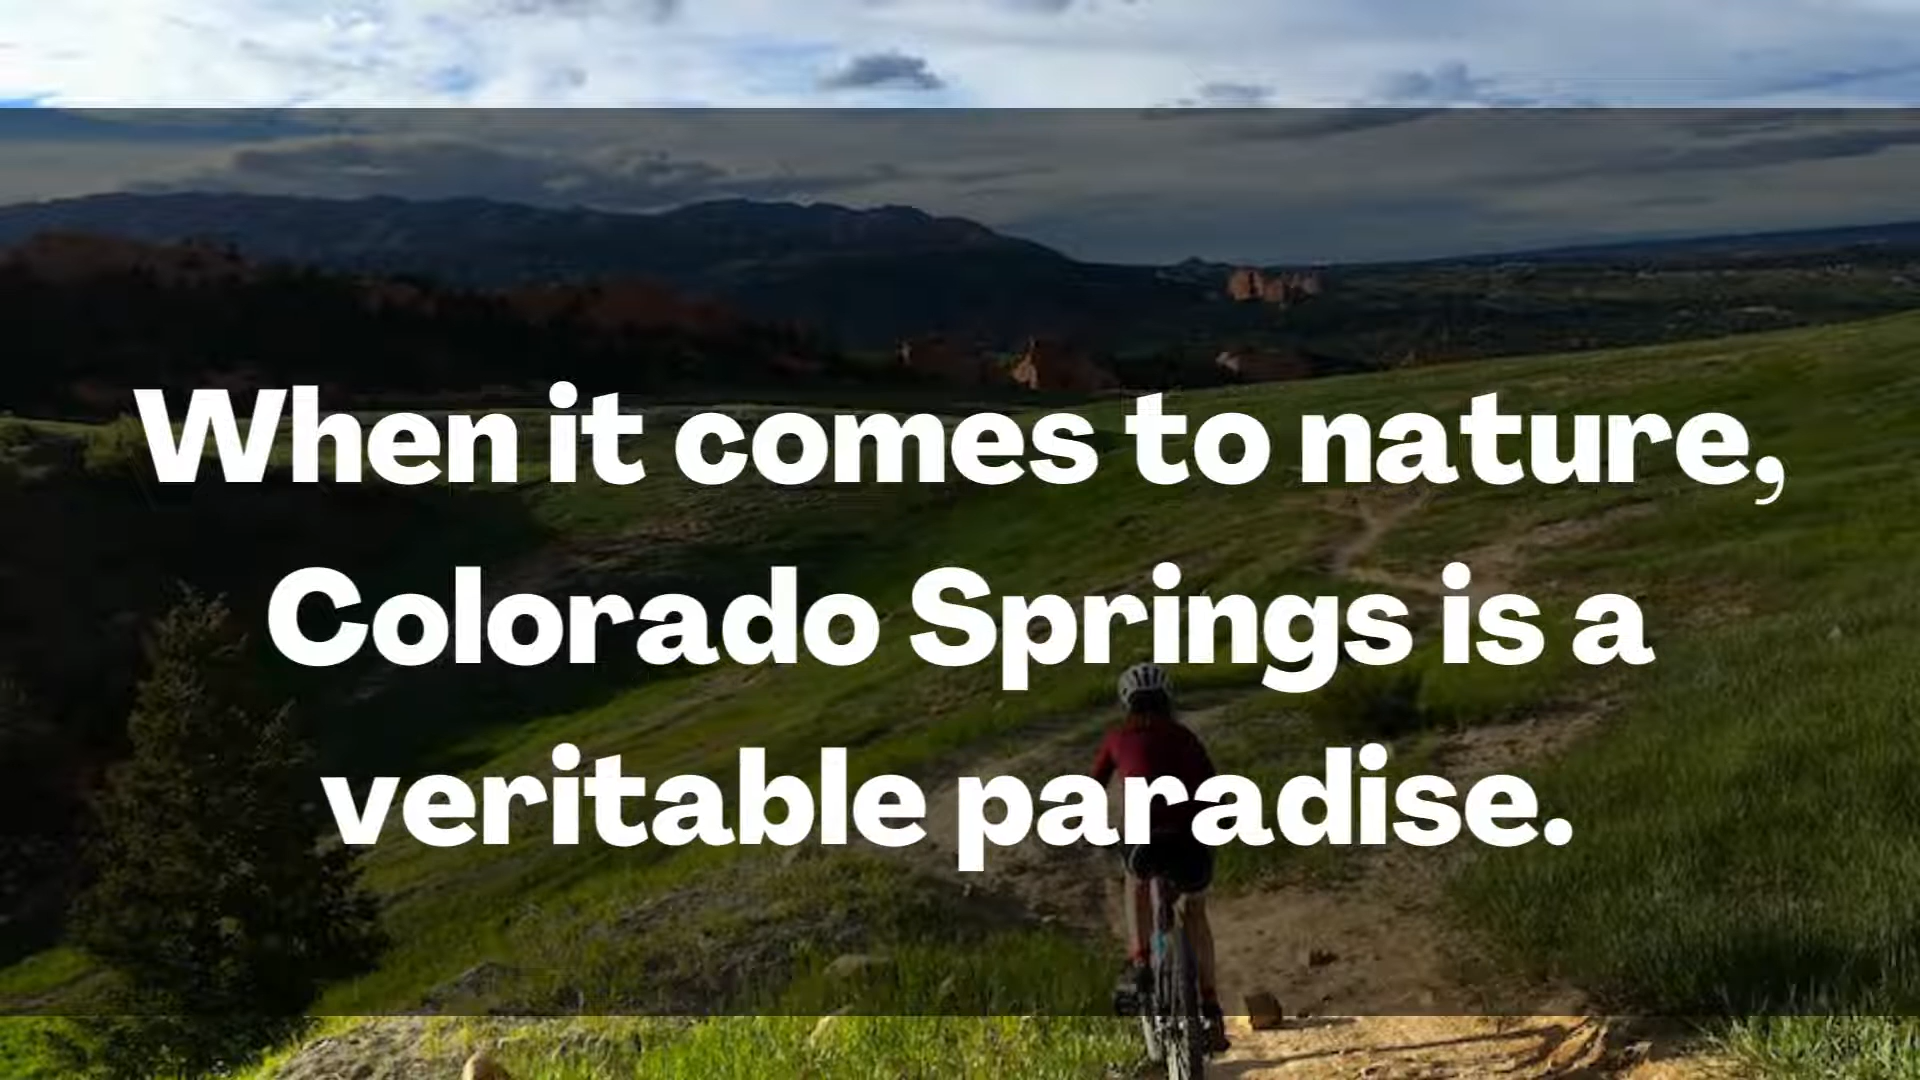 When it comes to nature,
Colorado Springs is a
veritable paradise.